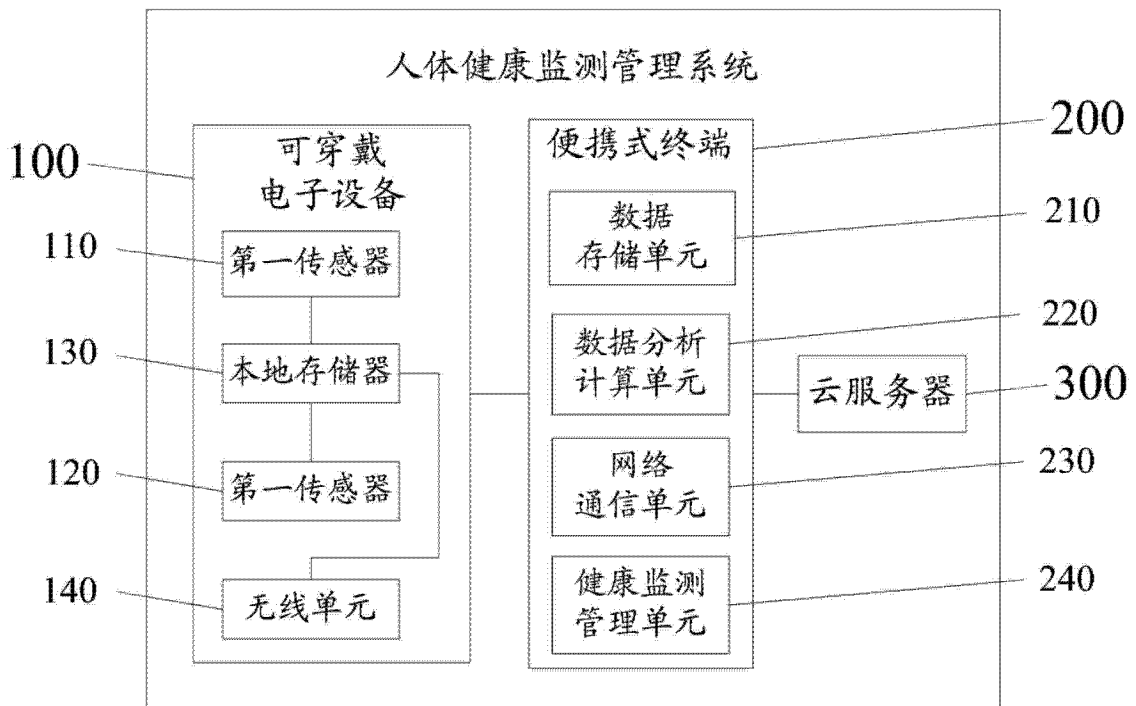 人体健康监测管理系统
100
可穿戴
电子设备
110
第一传感器
130
本地存储器
120
第一传感器
140
无线单元
便携式终端
200
数据
存储单元
210
数据分析
计算单元
220
网络
通信单元
230
健康监测
管理单元
240
云服务器
300